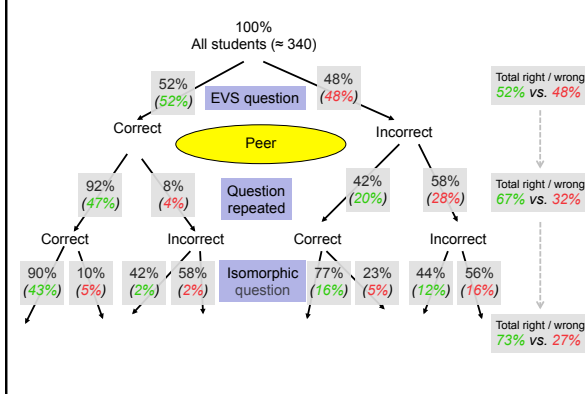 100%
All students (≈ 340)
52%
(52%)
48%
(48%)
EVS question
Total right / wrong
52% vs. 48%
Correct
Peer
Incorrect
92%
(47%)
8%
(4%)
Question
repeated
42%
(20%)
58%
(28%)
Total right / wrong
67% vs. 32%
Correct
Incorrect
Correct
Incorrect
90%
(43%)
10%
(5%)
42%
(2%)
58%
(2%)
Isomorphic
question
77%
(16%)
23%
(5%)
44%
(12%)
56%
(16%)
Total right / wrong
73% vs. 27%